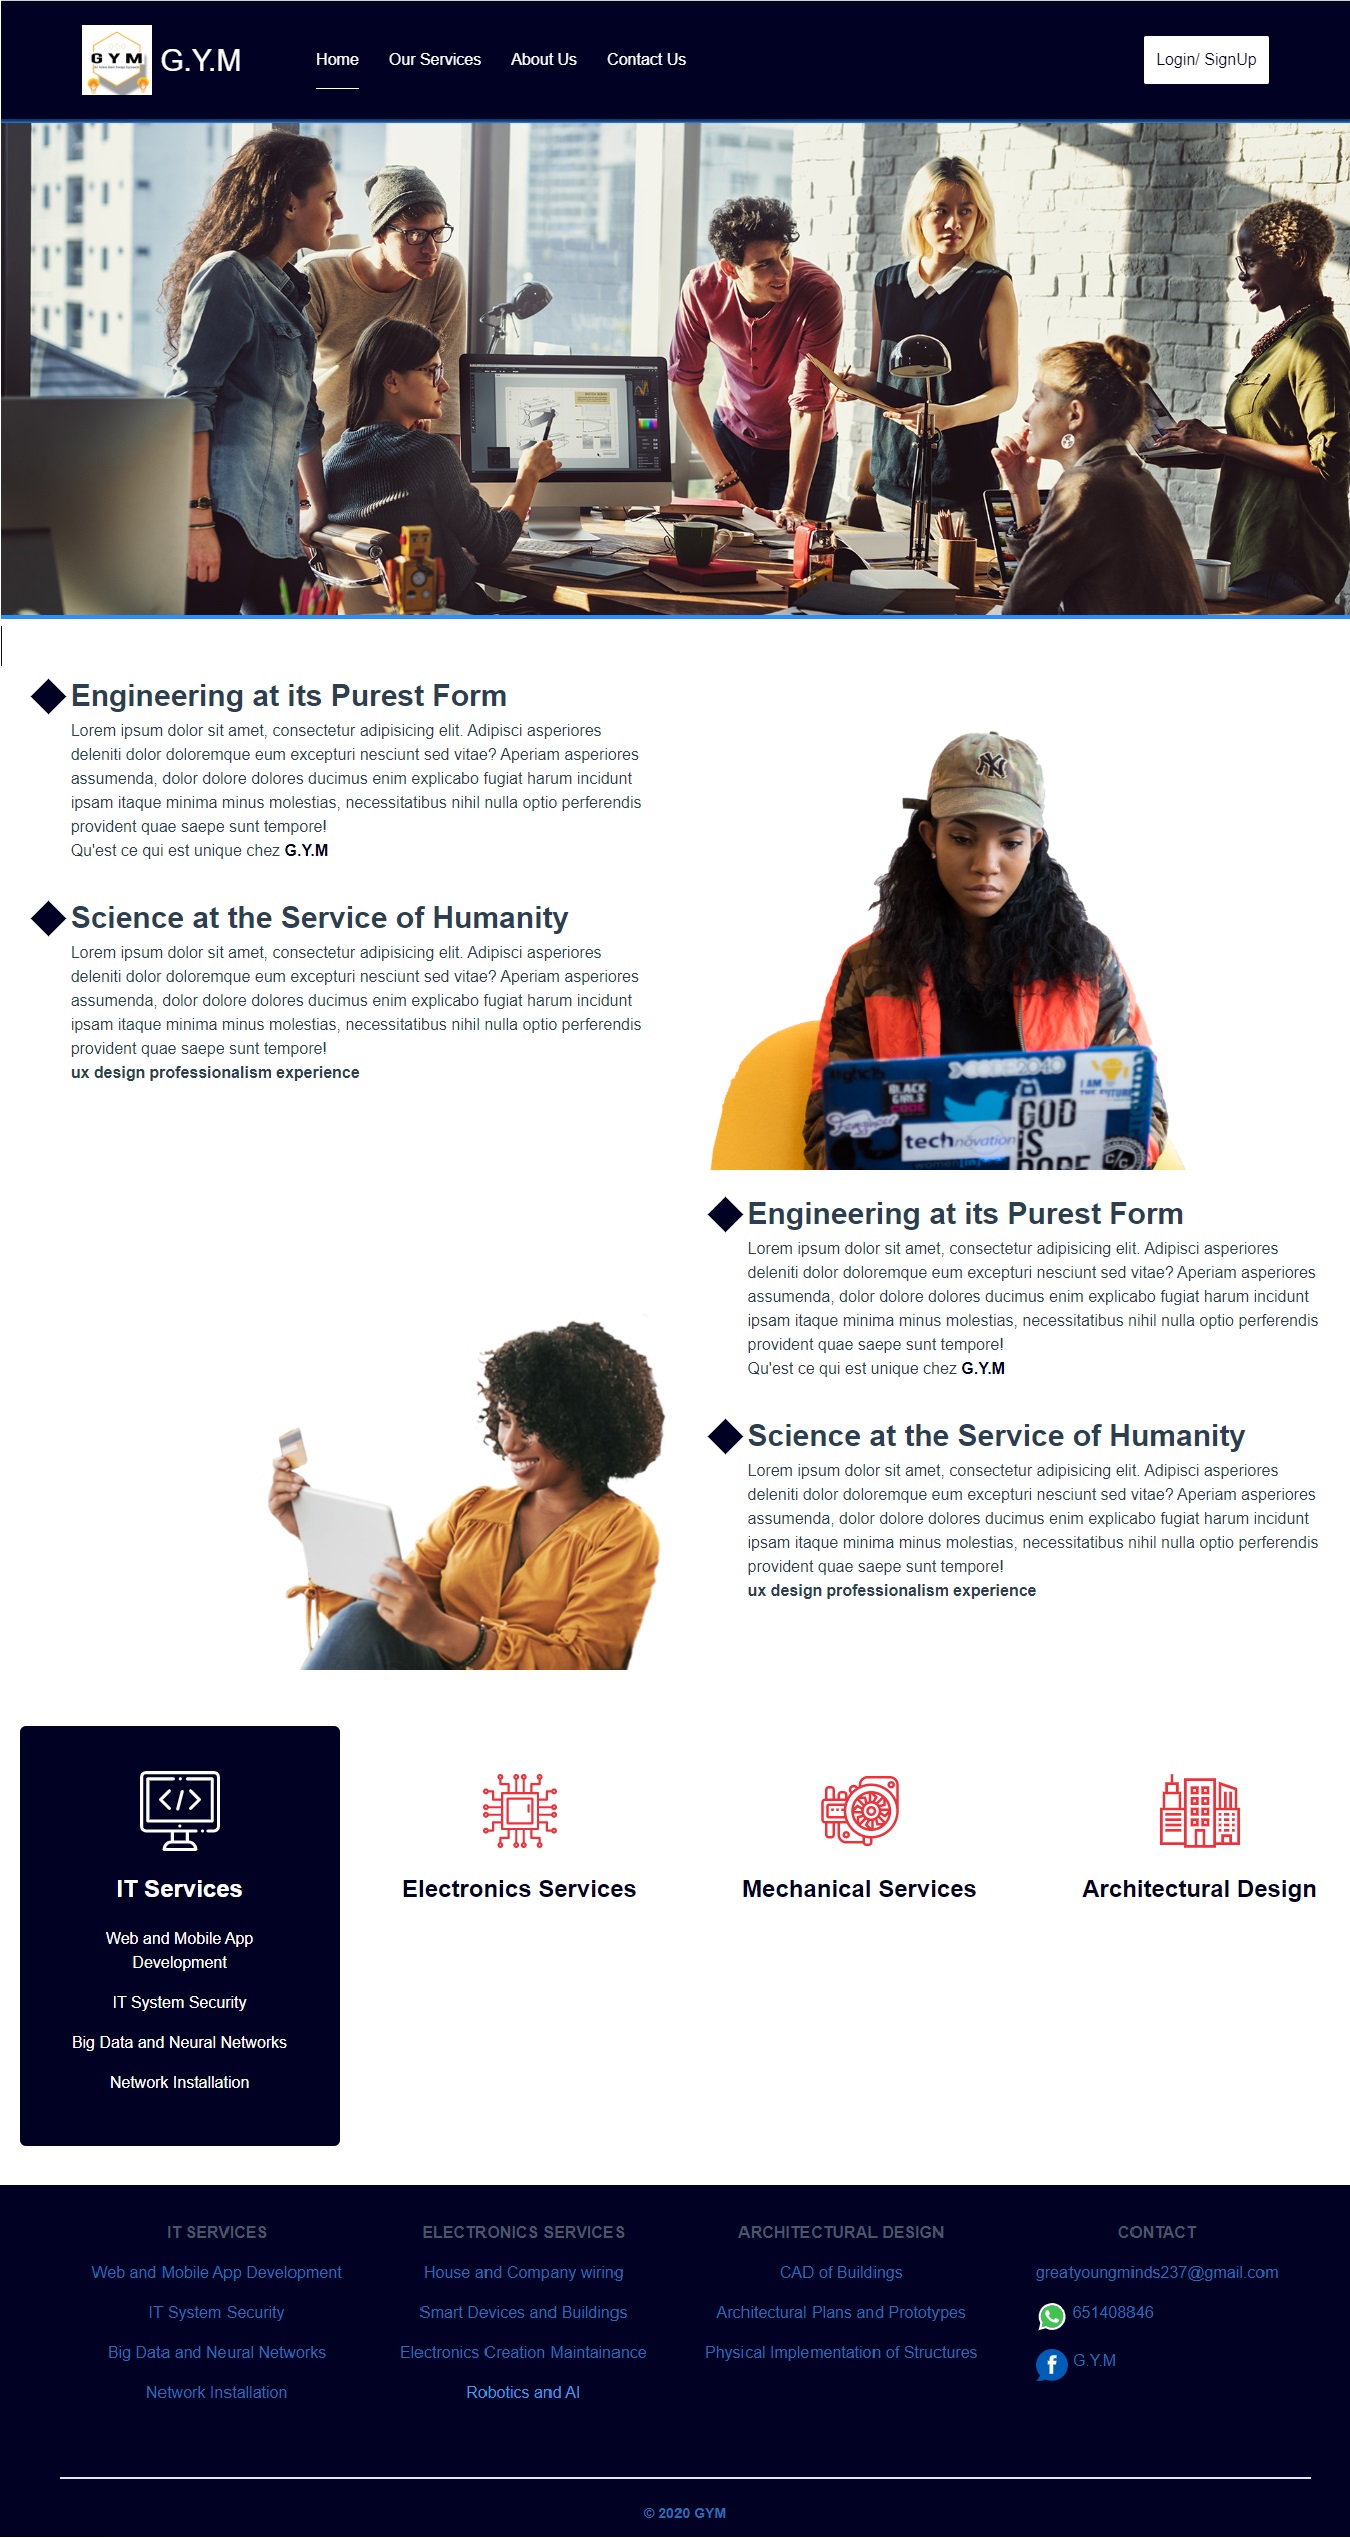 GYM
G.Y.M
Home
Our Services
About Us
Contact Us
Login/ SignUp
Engineering at its Purest Form
Lorem ipsum dolor sit amet, consectetur adipisicing elit. Adipisci asperiores
deleniti dolor doloremque eum excepturi nesciunt sed vitae? Aperiam asperiores
assumenda, dolor dolore dolores ducimus enim explicabo fugiat harum incidunt
ipsam itaque minima minus molestias, necessitatibus nihil nulla optio perferendis
provident quae saepe sunt tempore!
Qu'est ce qui est unique chez G.Y.M
Science at the Service of Humanity
Lorem ipsum dolor sit amet, consectetur adipisicing elit. Adipisci asperiores
deleniti dolor doloremque eum excepturi nesciunt sed vitae? Aperiam asperiores
assumenda, dolor dolore dolores ducimus enim explicabo fugiat harum incidunt
ipsam itaque minima minus molestias, necessitatibus nihil nulla optio perferendis
provident quae saepe sunt tempore!
ux design professionalism experience
NY
BLACK
GIRLS
CODE
2040
I AM
THE FUTURE
technovation
GOD
IS
DOPE
C/C
Engineering at its Purest Form
Lorem ipsum dolor sit amet, consectetur adipisicing elit. Adipisci asperiores
deleniti dolor doloremque eum excepturi nesciunt sed vitae? Aperiam asperiores
assumenda, dolor dolore dolores ducimus enim explicabo fugiat harum incidunt
ipsam itaque minima minus molestias, necessitatibus nihil nulla optio perferendis
provident quae saepe sunt tempore!
Qu'est ce qui est unique chez G.Y.M
Science at the Service of Humanity
Lorem ipsum dolor sit amet, consectetur adipisicing elit. Adipisci asperiores
deleniti dolor doloremque eum excepturi nesciunt sed vitae? Aperiam asperiores
assumenda, dolor dolore dolores ducimus enim explicabo fugiat harum incidunt
ipsam itaque minima minus molestias, necessitatibus nihil nulla optio perferendis
provident quae saepe sunt tempore!
ux design professionalism experience
IT Services
Web and Mobile App
Development
IT System Security
Big Data and Neural Networks
Network Installation
Electronics Services
Mechanical Services
Architectural Design
IT SERVICES
Web and Mobile App Development
IT System Security
Big Data and Neural Networks
Network Installation
ELECTRONICS SERVICES
House and Company wiring
Smart Devices and Buildings
Electronics Creation Maintainance
Robotics and AI
ARCHITECTURAL DESIGN
CAD of Buildings
Architectural Plans and Prototypes
Physical Implementation of Structures
CONTACT
greatyoungminds237@gmail.com
651408846
G.Y.M
© 2020 GYM